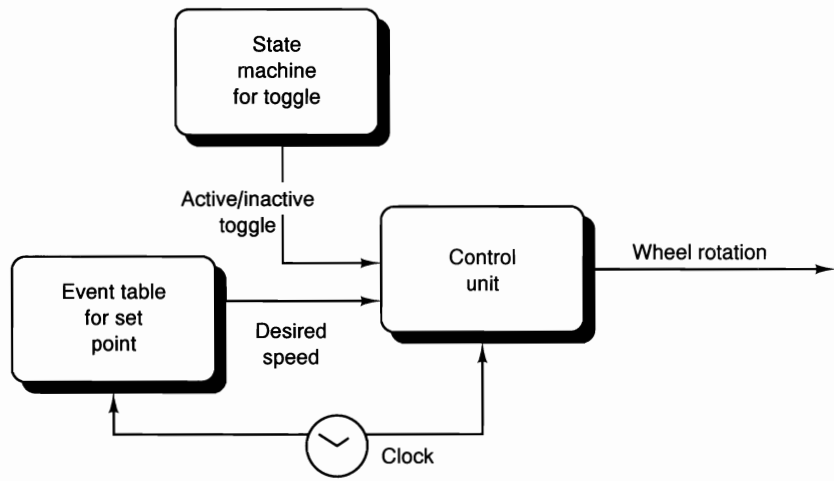 State
machine
for toggle
Active/inactive
toggle
Control
unit
Wheel rotation
Event table
for set
point
Desired
speed
Clock